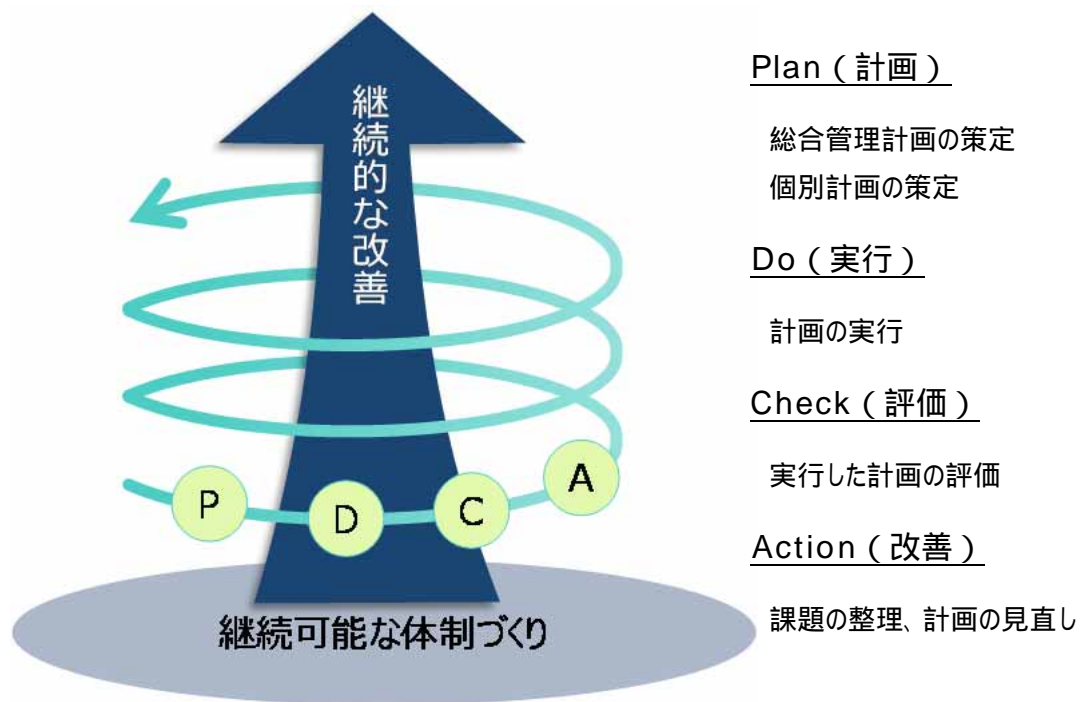 継続的な改善
P
D
C
A
継続可能な体制づくり
Plan（計画）
総合管理計画の策定
個別計画の策定
Do（実行）
計画の実行
Check（評価）
実行した計画の評価
Action（改善）
課題の整理、計画の見直し